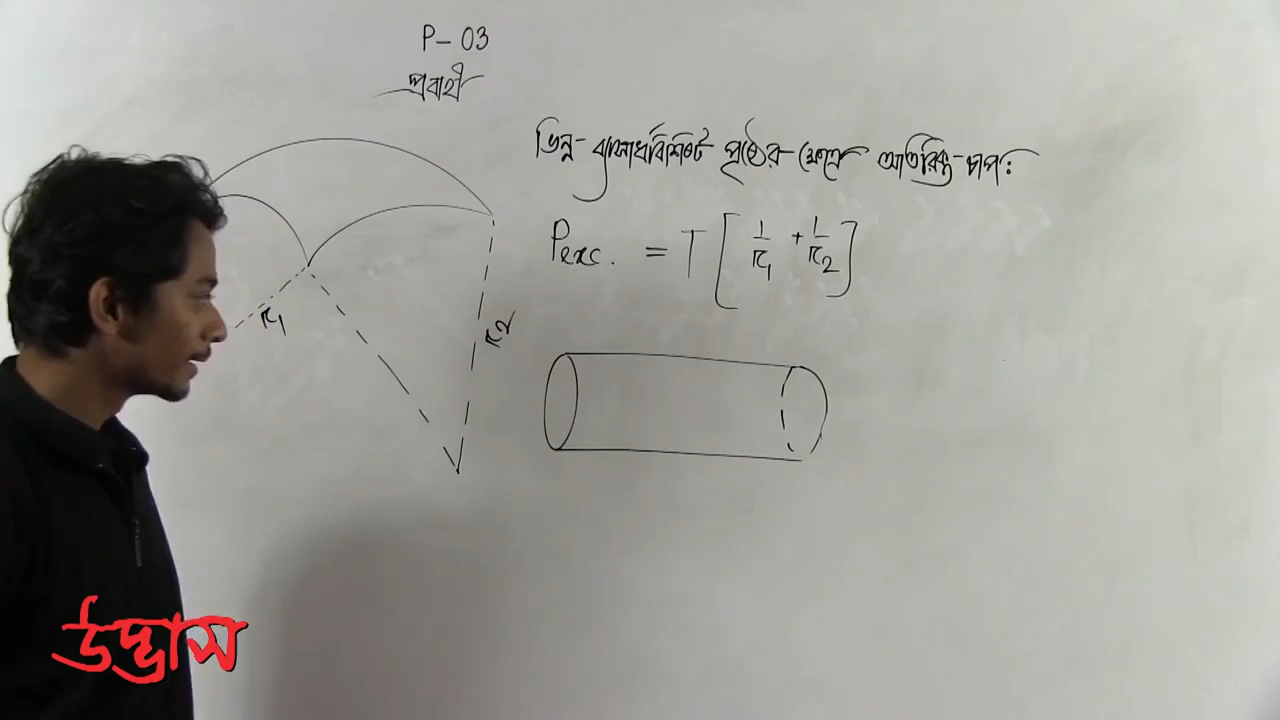 P-03
প্রবাহী
ভিন্ন ব্যাসার্ধবিশিষ্ট পৃষ্ঠের ক্ষেত্রে অতিরিক্ত চাপ:
Pexc. = T [ 1/r1 + 1/r2 ]
r1
r2
উদ্ভাস